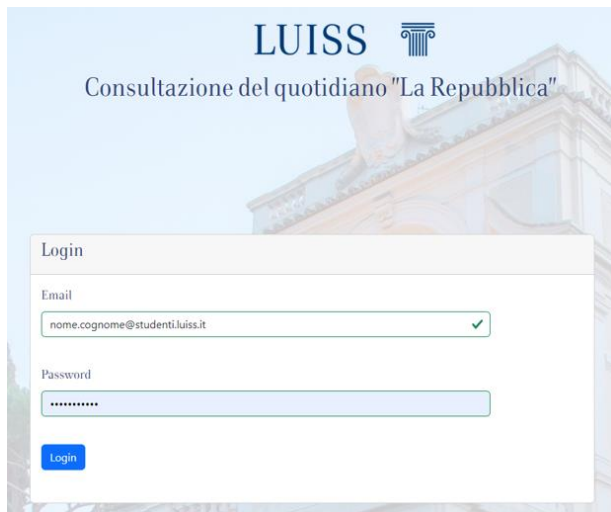 LUISS
Consultazione del quotidiano "La Repubblica"
Login
Email
nome.cognome@studenti.luiss.it
Password
•••••••••••
Login